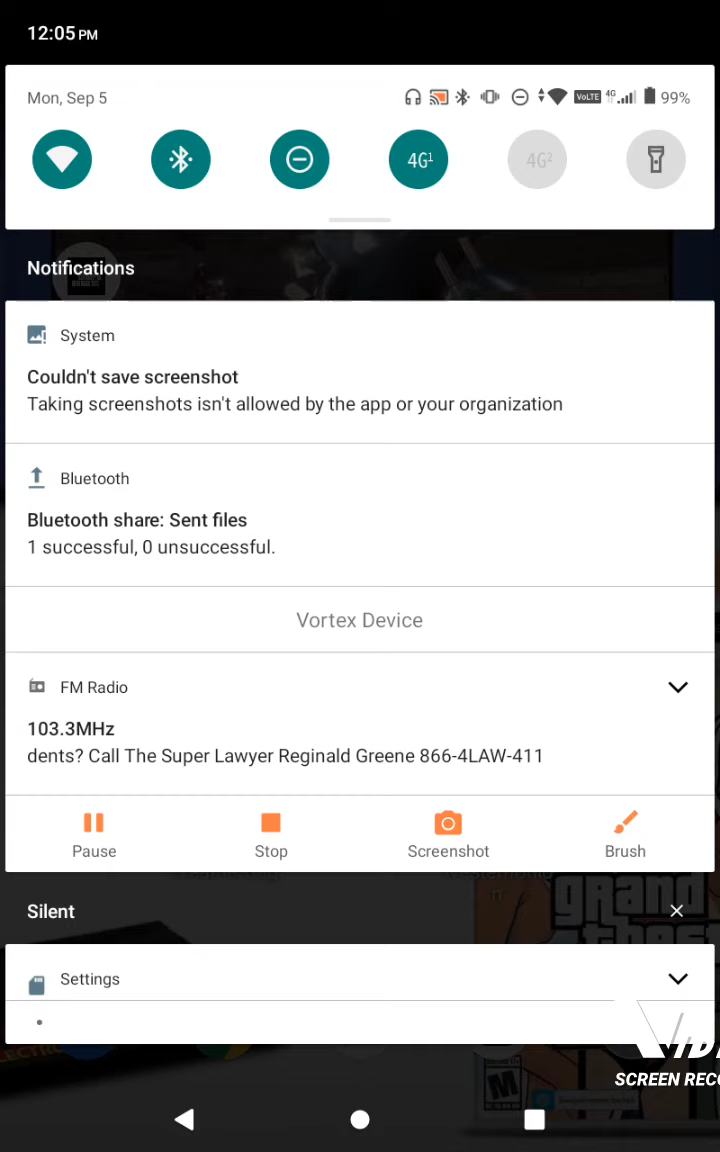 12:05 PM
Mon, Sep 5
VoLTE 4G 99%
4G1 4G2
Notifications
System
Couldn't save screenshot
Taking screenshots isn't allowed by the app or your organization
Bluetooth
Bluetooth share: Sent files
1 successful, 0 unsuccessful.
Vortex Device
FM Radio
103.3MHz
dents? Call The Super Lawyer Reginald Greene 866-4LAW-411
Pause Stop Screenshot Brush
Silent
grand
theft
Settings
SCREEN RECO
M